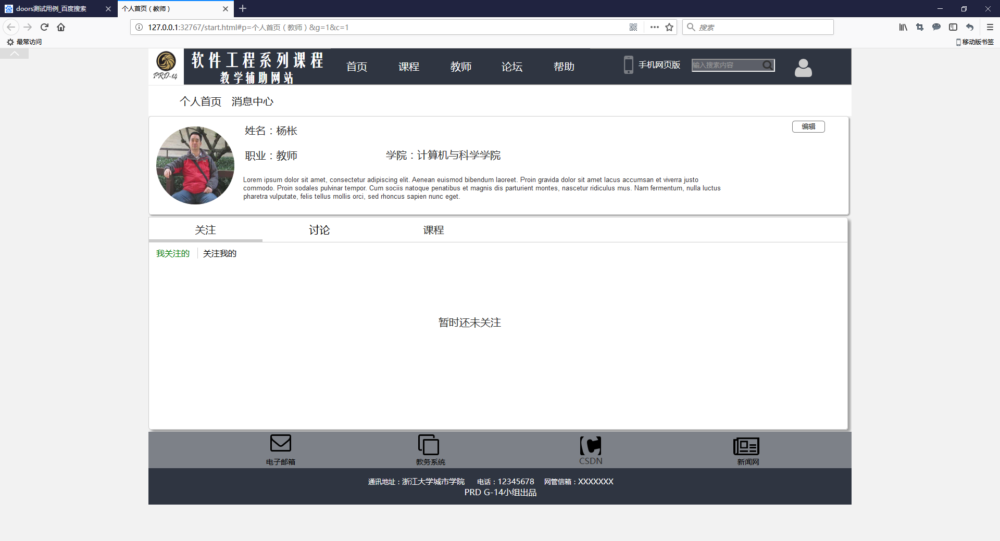 doors测试用例_百度搜索
个人首页（教师）
127.0.0.1:32767/start.html#p=个人首页（教师）&g=1&c=1
搜索
最常访问
移动版书签
PRD-14
软件工程系列课程
教学辅助网站
首页 课程 教师 论坛 帮助
手机网页版
输入搜索内容
个人首页 消息中心
姓名：杨枨
编辑
职业：教师
学院：计算机与科学学院
Lorem ipsum dolor sit amet, consectetur adipiscing elit. Aenean euismod bibendum laoreet. Proin gravida dolor sit amet lacus accumsan et viverra justo
commodo. Proin sodales pulvinar tempor. Cum sociis natoque penatibus et magnis dis parturient montes, nascetur ridiculus mus. Nam fermentum, nulla luctus
pharetra vulputate, felis tellus mollis orci, sed rhoncus sapien nunc eget.
关注 讨论 课程
我关注的 关注我的
暂时还未关注
电子邮箱 教务系统 CSDN 新闻网
通讯地址：浙江大学城市学院 电话：12345678 网管信箱：XXXXXXX
PRD G-14小组出品